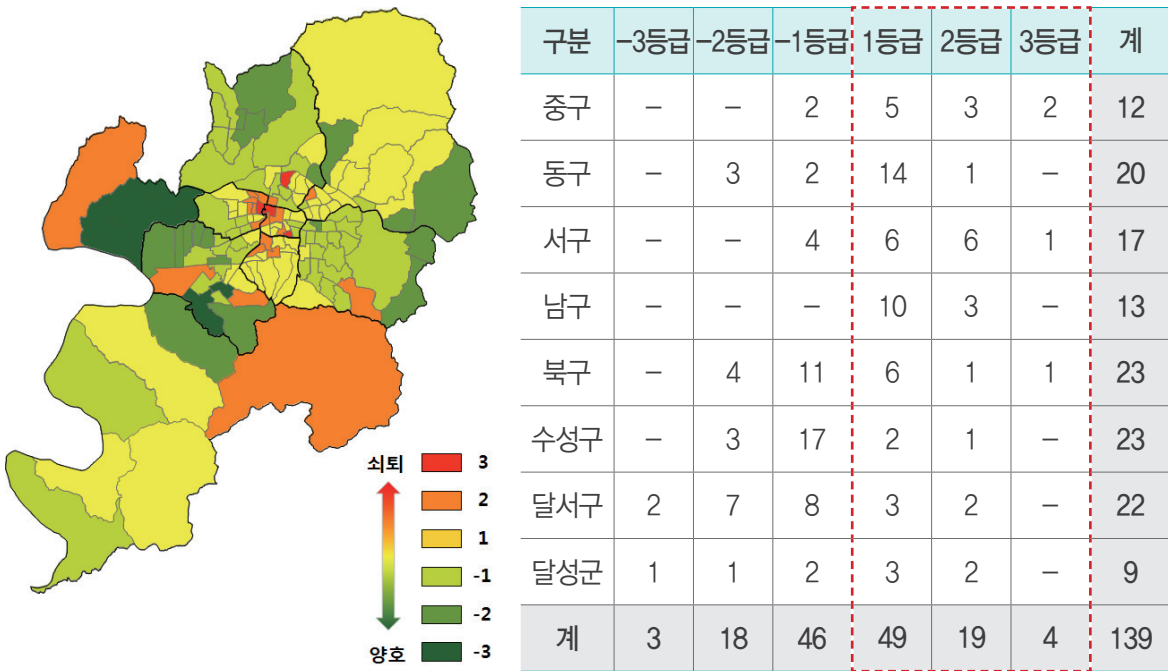 쇠퇴
3
2
1
-1
-2
양호
-3
구분 -3등급 -2등급 -1등급 1등급 2등급 3등급 계
중구 - - 2 5 3 2 12
동구 - 3 2 14 1 - 20
서구 - - 4 6 6 1 17
남구 - - - 10 3 - 13
북구 - 4 11 6 1 1 23
수성구 - 3 17 2 1 - 23
달서구 2 7 8 3 2 - 22
달성군 1 1 2 3 2 - 9
계 3 18 46 49 19 4 139